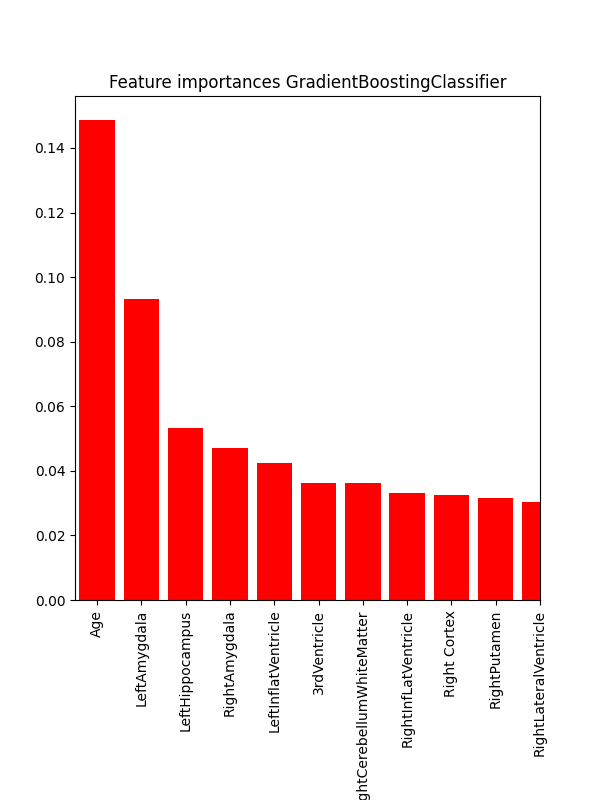 Feature importances GradientBoostingClassifier
0.14
0.12
0.10
0.08
0.06
0.04
0.02
0.00
Age
LeftAmygdala
LeftHippocampus
RightAmygdala
LeftInflatVentricle
3rdVentricle
ghtCerebellumWhiteMatter
RightInfLatVentricle
Right Cortex
RightPutamen
RightLateralVentricle